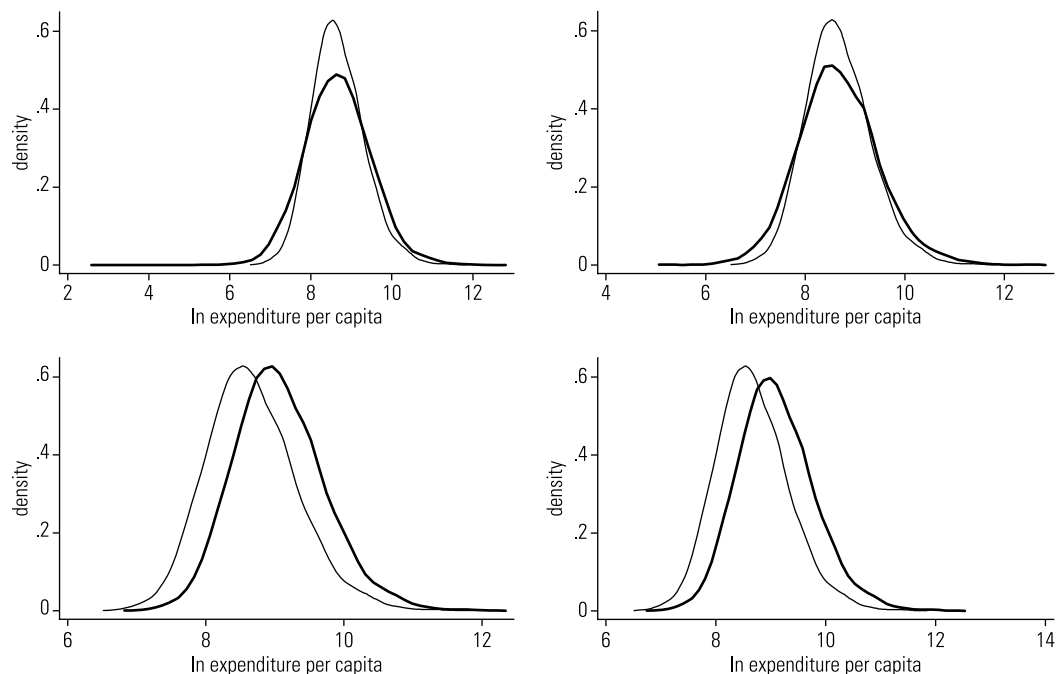 .6
.4
.2
0
density
2 4 6 8 10 12
ln expenditure per capita
.6
.4
.2
0
density
4 6 8 10 12
ln expenditure per capita
.6
.4
.2
0
density
6 8 10 12
ln expenditure per capita
.6
.4
.2
0
density
6 8 10 12 14
ln expenditure per capita